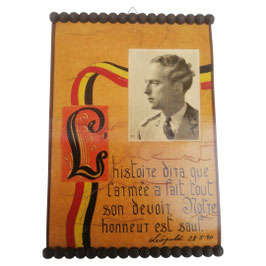 L'histoire dira que
l'armée a fait tout
son devoir. Notre
honneur est sauf.
Léopold 28-5-40